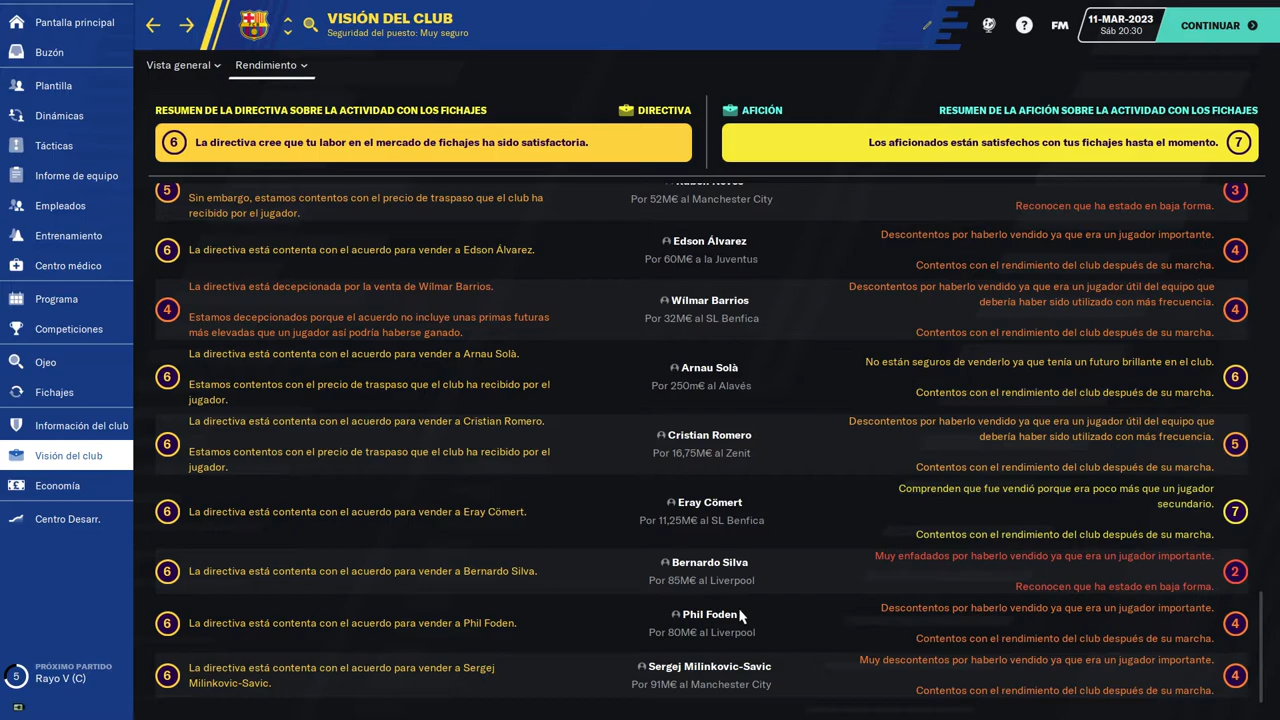 Pantalla principal
Buzón
Plantilla
Dinámicas
Tácticas
Informe de equipo
Empleados
Entrenamiento
Centro médico
Programa
Competiciones
Ojeo
Fichajes
Información del club
Visión del club
Economía
Centro Desarr.
5
PRÓXIMO PARTIDO
Rayo V (C)
VISIÓN DEL CLUB
Seguridad del puesto: Muy seguro
?
FM
11-MAR-2023
Sáb 20:30
CONTINUAR
Vista general
Rendimiento
RESUMEN DE LA DIRECTIVA SOBRE LA ACTIVIDAD CON LOS FICHAJES
DIRECTIVA
AFICIÓN
RESUMEN DE LA AFICIÓN SOBRE LA ACTIVIDAD CON LOS FICHAJES
6
La directiva cree que tu labor en el mercado de fichajes ha sido satisfactoria.
Los aficionados están satisfechos con tus fichajes hasta el momento.
7
5
Sin embargo, estamos contentos con el precio de traspaso que el club ha
recibido por el jugador.
Por 52M€ al Manchester City
Reconocen que ha estado en baja forma.
3
6
La directiva está contenta con el acuerdo para vender a Edson Álvarez.
Edson Álvarez
Por 60M€ a la Juventus
Descontentos por haberlo vendido ya que era un jugador importante.
Contentos con el rendimiento del club después de su marcha.
4
4
La directiva está decepcionada por la venta de Wílmar Barrios.
Estamos decepcionados porque el acuerdo no incluye unas primas futuras
más elevadas que un jugador así podría haberse ganado.
Wílmar Barrios
Por 32M€ al SL Benfica
Descontentos por haberlo vendido ya que era un jugador útil del equipo que
debería haber sido utilizado con más frecuencia.
Contentos con el rendimiento del club después de su marcha.
4
6
La directiva está contenta con el acuerdo para vender a Arnau Solà.
Estamos contentos con el precio de traspaso que el club ha recibido por el
jugador.
Arnau Solà
Por 250m€ al Alavés
No están seguros de venderlo ya que tenía un futuro brillante en el club.
Contentos con el rendimiento del club después de su marcha.
6
6
La directiva está contenta con el acuerdo para vender a Cristian Romero.
Estamos contentos con el precio de traspaso que el club ha recibido por el
jugador.
Cristian Romero
Por 16,75M€ al Zenit
Descontentos por haberlo vendido ya que era un jugador útil del equipo que
debería haber sido utilizado con más frecuencia.
Contentos con el rendimiento del club después de su marcha.
5
6
La directiva está contenta con el acuerdo para vender a Eray Cömert.
Eray Cömert
Por 11,25M€ al SL Benfica
Comprenden que fue vendió porque era poco más que un jugador
secundario.
Contentos con el rendimiento del club después de su marcha.
7
6
La directiva está contenta con el acuerdo para vender a Bernardo Silva.
Bernardo Silva
Por 85M€ al Liverpool
Muy enfadados por haberlo vendido ya que era un jugador importante.
Reconocen que ha estado en baja forma.
2
6
La directiva está contenta con el acuerdo para vender a Phil Foden.
Phil Foden
Por 80M€ al Liverpool
Descontentos por haberlo vendido ya que era un jugador importante.
Contentos con el rendimiento del club después de su marcha.
4
6
La directiva está contenta con el acuerdo para vender a Sergej
Milinkovic-Savic.
Sergej Milinkovic-Savic
Por 91M€ al Manchester City
Muy descontentos por haberlo vendido ya que era un jugador importante.
Contentos con el rendimiento del club después de su marcha.
4